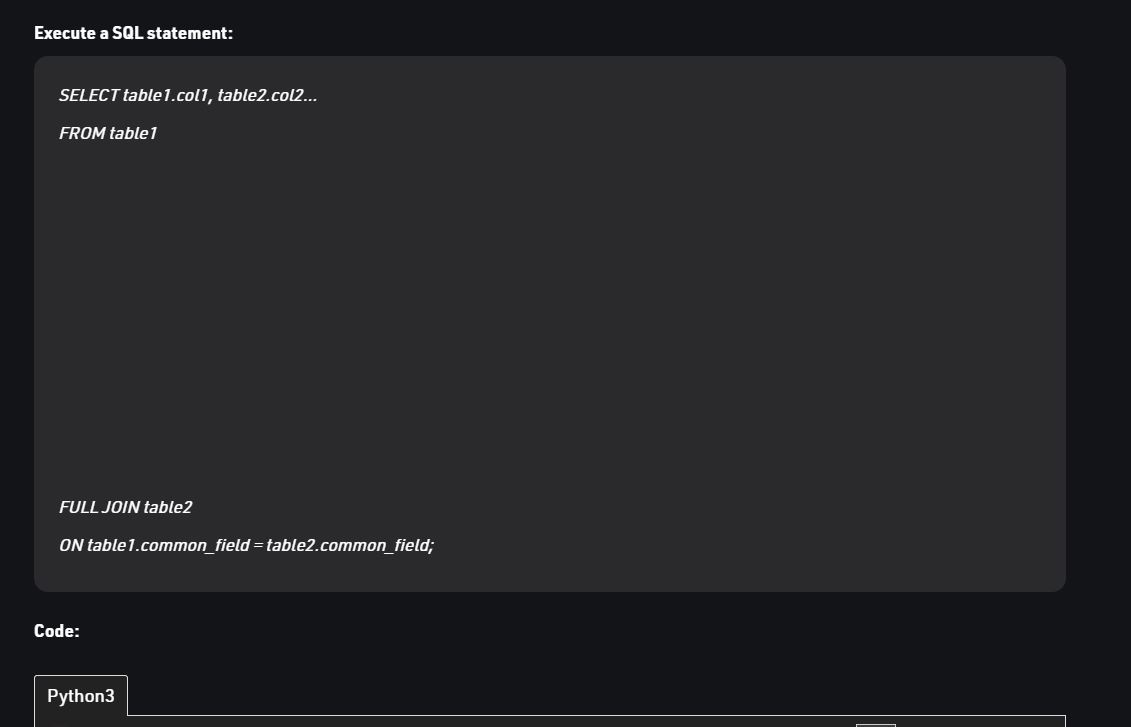 Execute a SQL statement:
SELECT table1.col1, table2.col2…
FROM table1
FULL JOIN table2
ON table1.common_field = table2.common_field;
Code:
Python3